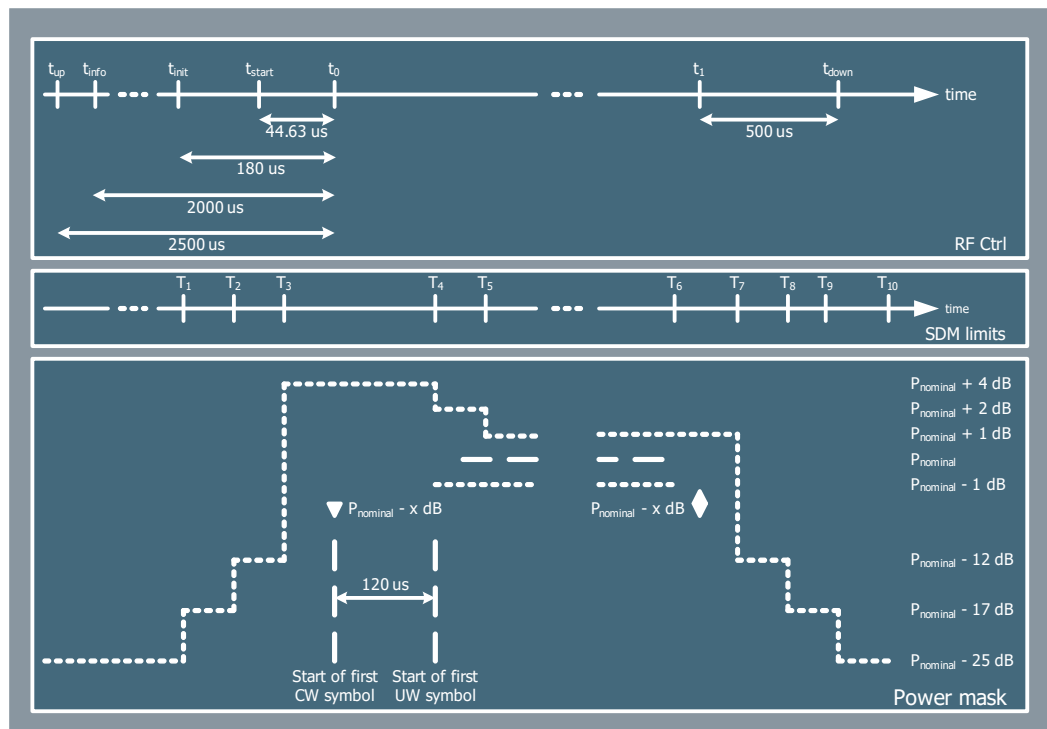 t_up t_info t_init t_start t_0 t_1 t_down
time
44.63 us 500 us
180 us
2000 us
2500 us
RF Ctrl
T_1 T_2 T_3 T_4 T_5 T_6 T_7 T_8 T_9 T_10
time
SDM limits
P_nominal + 4 dB
P_nominal + 2 dB
P_nominal + 1 dB
P_nominal
P_nominal - 1 dB
P_nominal - x dB P_nominal - x dB
P_nominal - 12 dB
120 us
P_nominal - 17 dB
P_nominal - 25 dB
Start of first Start of first
CW symbol UW symbol
Power mask